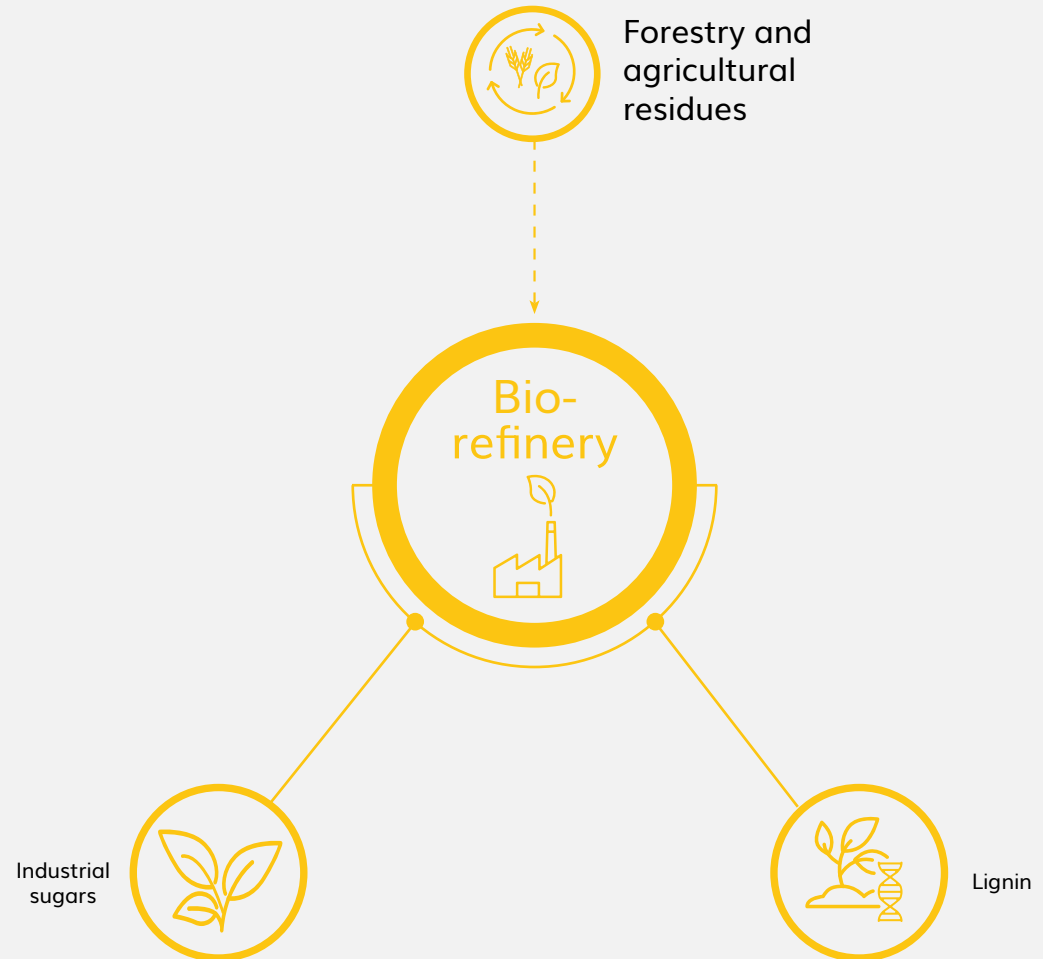 Forestry and
agricultural
residues
Bio-
refinery
Industrial
sugars
Lignin